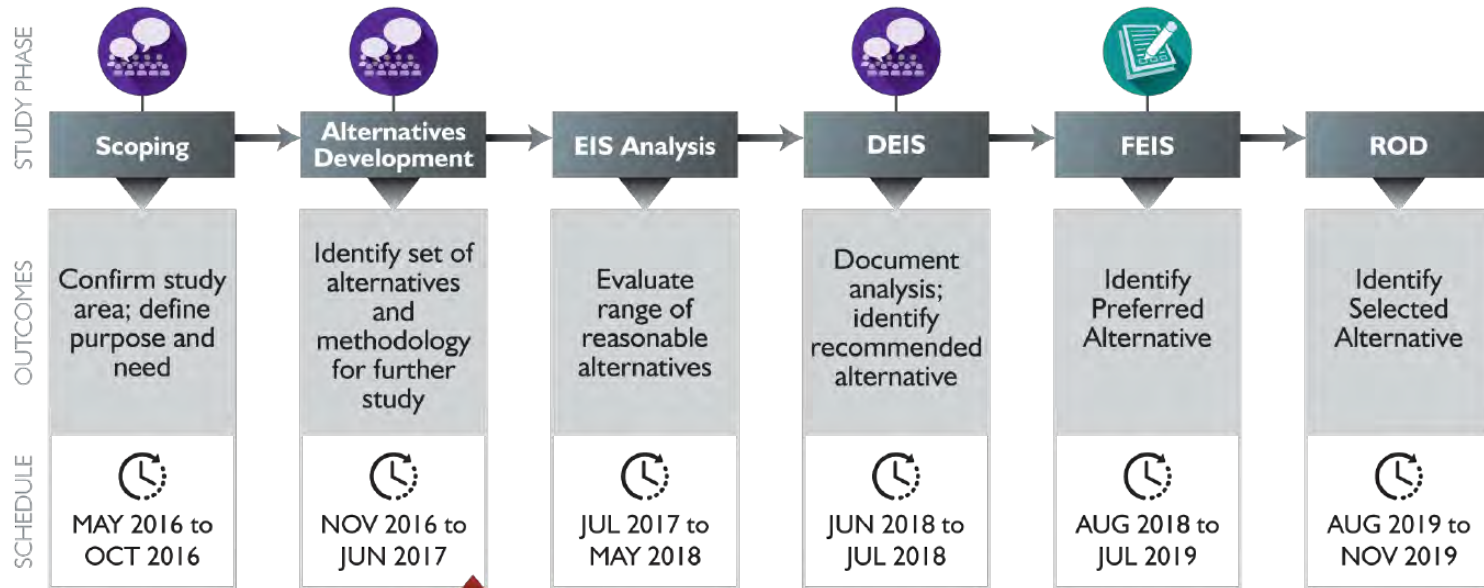 STUDY PHASE
Scoping
Alternatives
Development
EIS Analysis
DEIS
FEIS
ROD
OUTCOMES
Confirm study
area; define
purpose and
need
Identify set of
alternatives
and
methodology
for further
study
Evaluate
range of
reasonable
alternatives
Document
analysis;
identify
recommended
alternative
Identify
Preferred
Alternative
Identify
Selected
Alternative
SCHEDULE
MAY 2016 to
OCT 2016
NOV 2016 to
JUN 2017
JUL 2017 to
MAY 2018
JUN 2018 to
JUL 2018
AUG 2018 to
JUL 2019
AUG 2019 to
NOV 2019